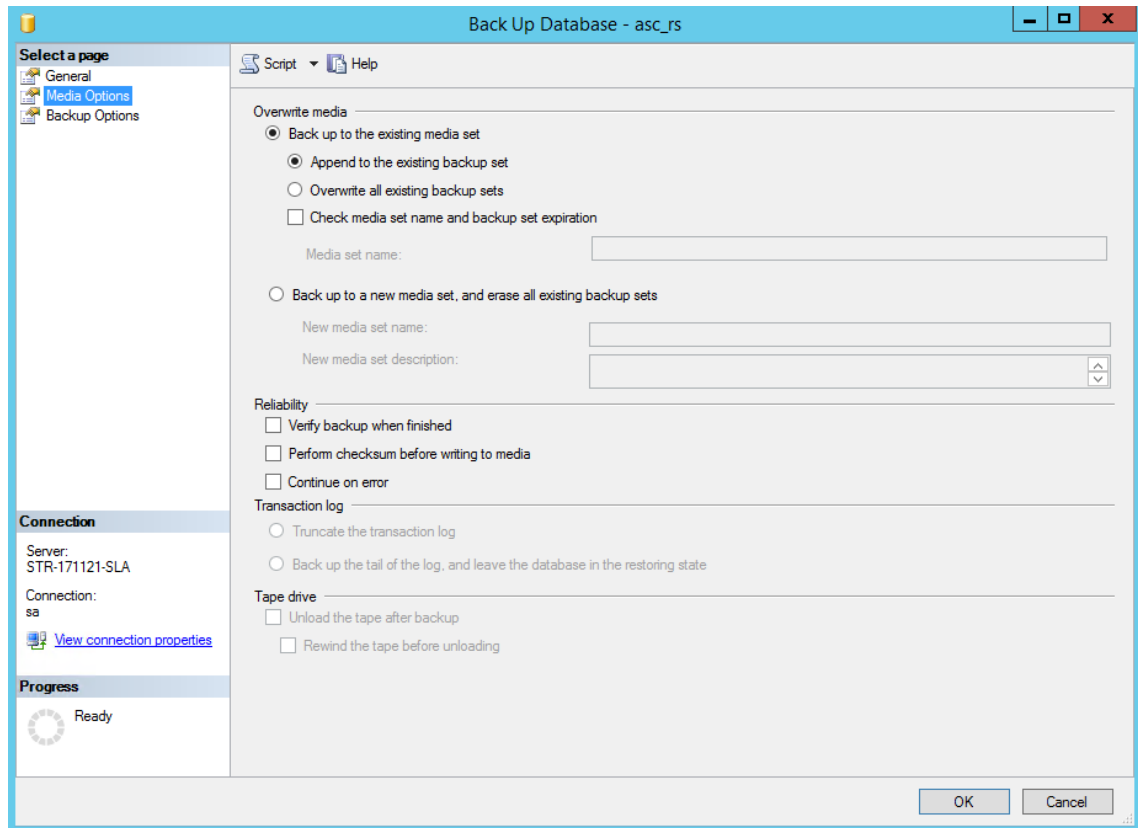 Back Up Database - asc_rs
Select a page
General
Media Options
Backup Options
Script
Help
Overwrite media
Back up to the existing media set
Append to the existing backup set
Overwrite all existing backup sets
Check media set name and backup set expiration
Media set name:
Back up to a new media set, and erase all existing backup sets
New media set name:
New media set description:
Reliability
Verify backup when finished
Perform checksum before writing to media
Continue on error
Transaction log
Truncate the transaction log
Back up the tail of the log, and leave the database in the restoring state
Tape drive
Unload the tape after backup
Rewind the tape before unloading
Connection
Server:
STR-171121-SLA
Connection:
sa
View connection properties
Progress
Ready
OK
Cancel